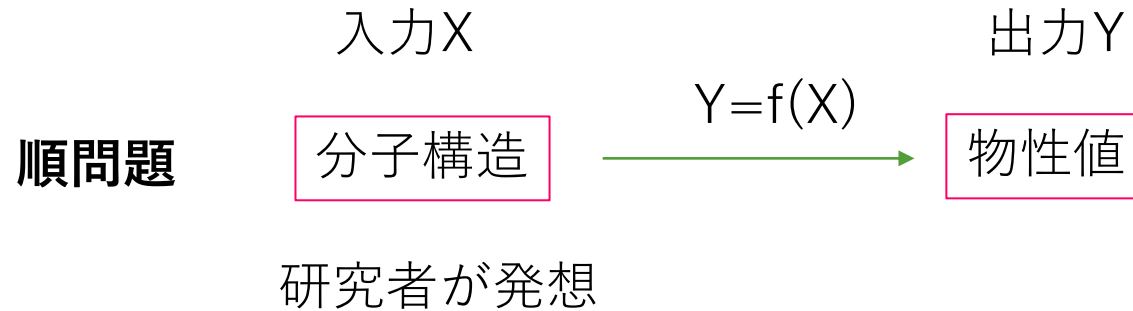 入力X
出力Y
Y=f(X)
順問題
分子構造
物性値
研究者が発想